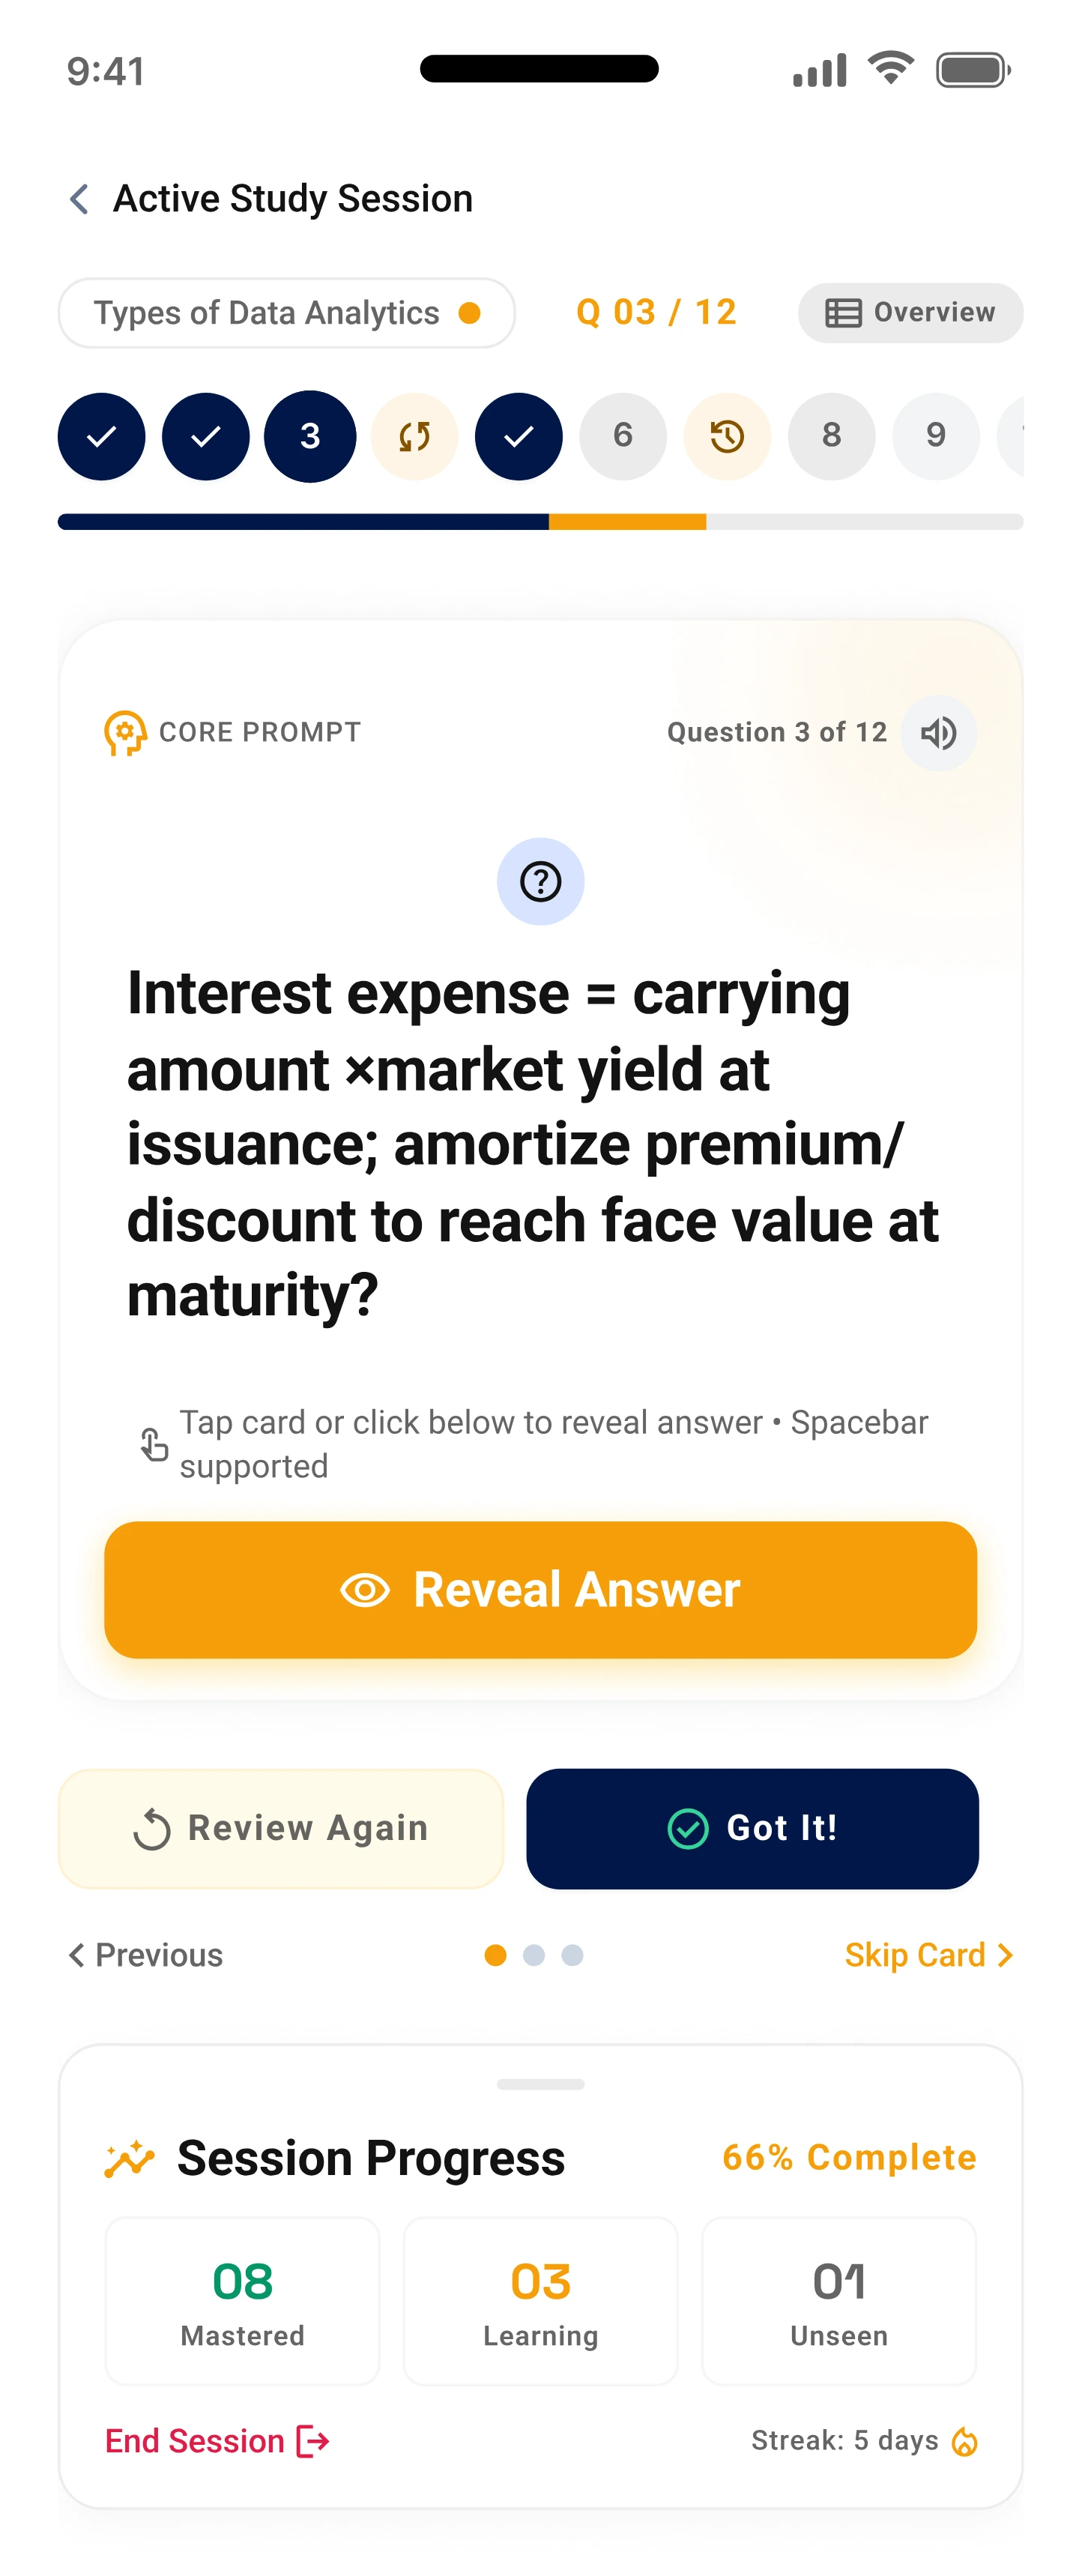 9:41
Active Study Session
Types of Data Analytics
Q 03 / 12
Overview
3
6
8
9
CORE PROMPT
Question 3 of 12
Interest expense = carrying
amount ×market yield at
issuance; amortize premium/
discount to reach face value at
maturity?
Tap card or click below to reveal answer • Spacebar
supported
Reveal Answer
Review Again
Got It!
Previous
Skip Card
Session Progress
66% Complete
08
Mastered
03
Learning
01
Unseen
End Session
Streak: 5 days